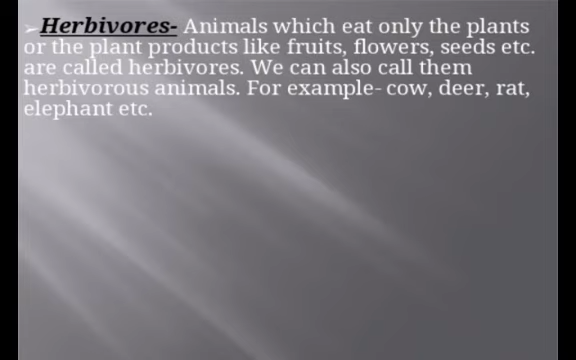 ➢Herbivores- Animals which eat only the plants
or the plant products like fruits, flowers, seeds etc.
are called herbivores. We can also call them
herbivorous animals. For example- cow, deer, rat,
elephant etc.